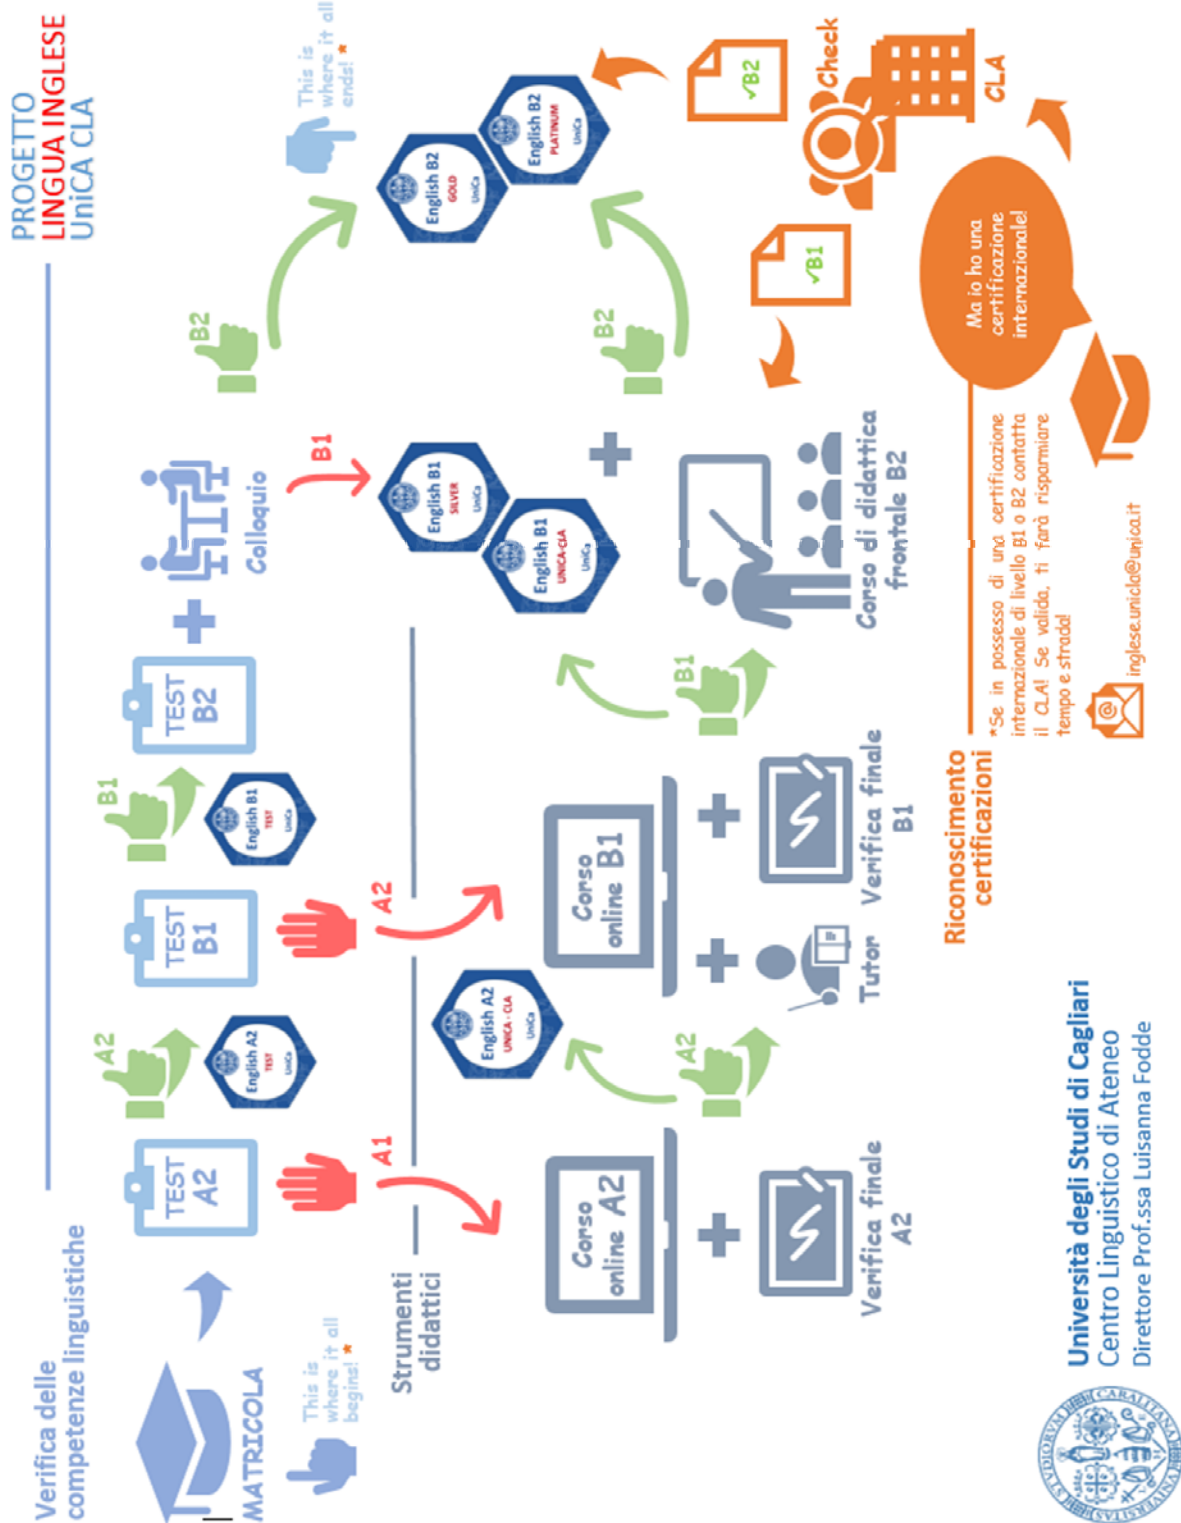 PROGETTO
LINGUA INGLESE
UniCA CLA
Verifica delle
competenze linguistiche
MATRICOLA
This is
where it all
begins! *
TEST
A2
A2
English A2
TEST
UniCa
A1
TEST
B1
B1
English B1
TEST
UniCa
A2
TEST
B2
Colloquio
B1
B2
This is
where it all
ends! *
English B2
GOLD
UniCa
English B2
PLATINUM
UniCa
Strumenti
didattici
English A2
UNICA - CLA
UniCa
English B1
SILVER
UniCa
English B1
UNICA-CLA
UniCa
Corso
online A2
Verifica finale
A2
A2
Corso
online B1
Tutor
Verifica finale
B1
B1
Corso di didattica
frontale B2
B2
√B1
√B2
Check
CLA
Riconoscimento
certificazioni
*Se in possesso di una certificazione
internazionale di livello B1 o B2 contatta
il CLA! Se valida, ti farà risparmiare
tempo e strada!
inglese.unicla@unica.it
Ma io ho una
certificazione
internazionale!
Università degli Studi di Cagliari
Centro Linguistico di Ateneo
Direttore Prof.ssa Luisanna Fodde